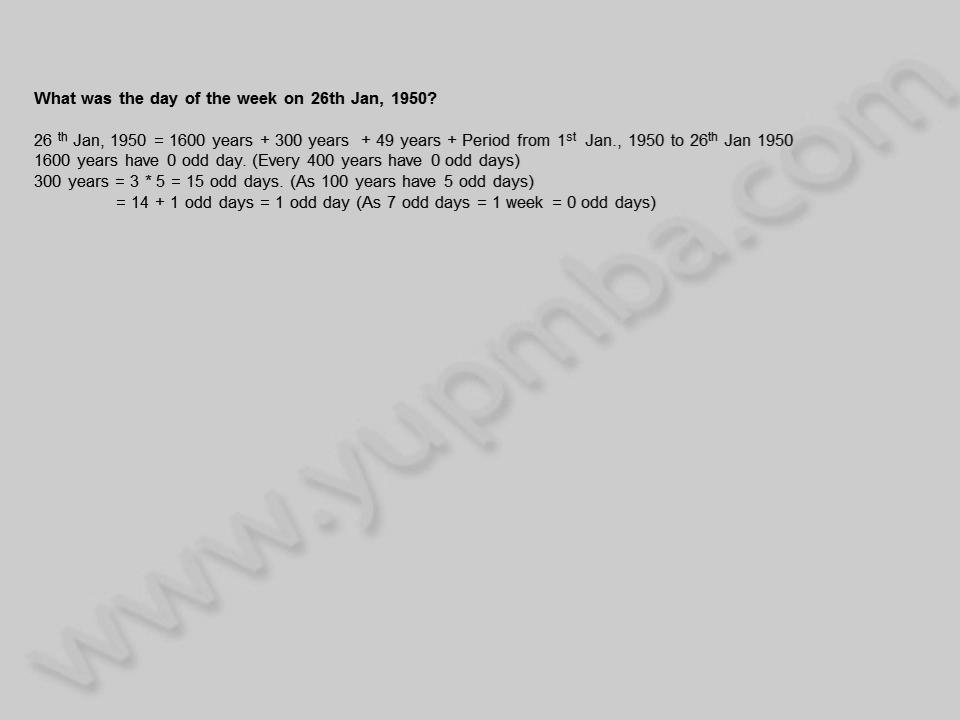 What was the day of the week on 26th Jan, 1950?
26 th Jan, 1950 = 1600 years + 300 years + 49 years + Period from 1st Jan., 1950 to 26th Jan 1950
1600 years have 0 odd day. (Every 400 years have 0 odd days)
300 years = 3 * 5 = 15 odd days. (As 100 years have 5 odd days)
= 14 + 1 odd days = 1 odd day (As 7 odd days = 1 week = 0 odd days)
www.yupmba.com